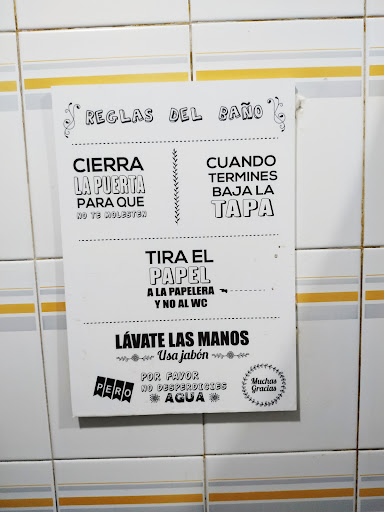 REGLAS DEL BAÑO
CIERRA
LA PUERTA
PARA QUE
NO TE MOLESTEN
CUANDO
TERMINES
BAJA LA
TAPA
TIRA EL
PAPEL
A LA PAPELERA
Y NO AL WC
LÁVATE LAS MANOS
Usa jabón
PERO
POR FAVOR
NO DESPERDICIES
AGUA
Muchas
Gracias